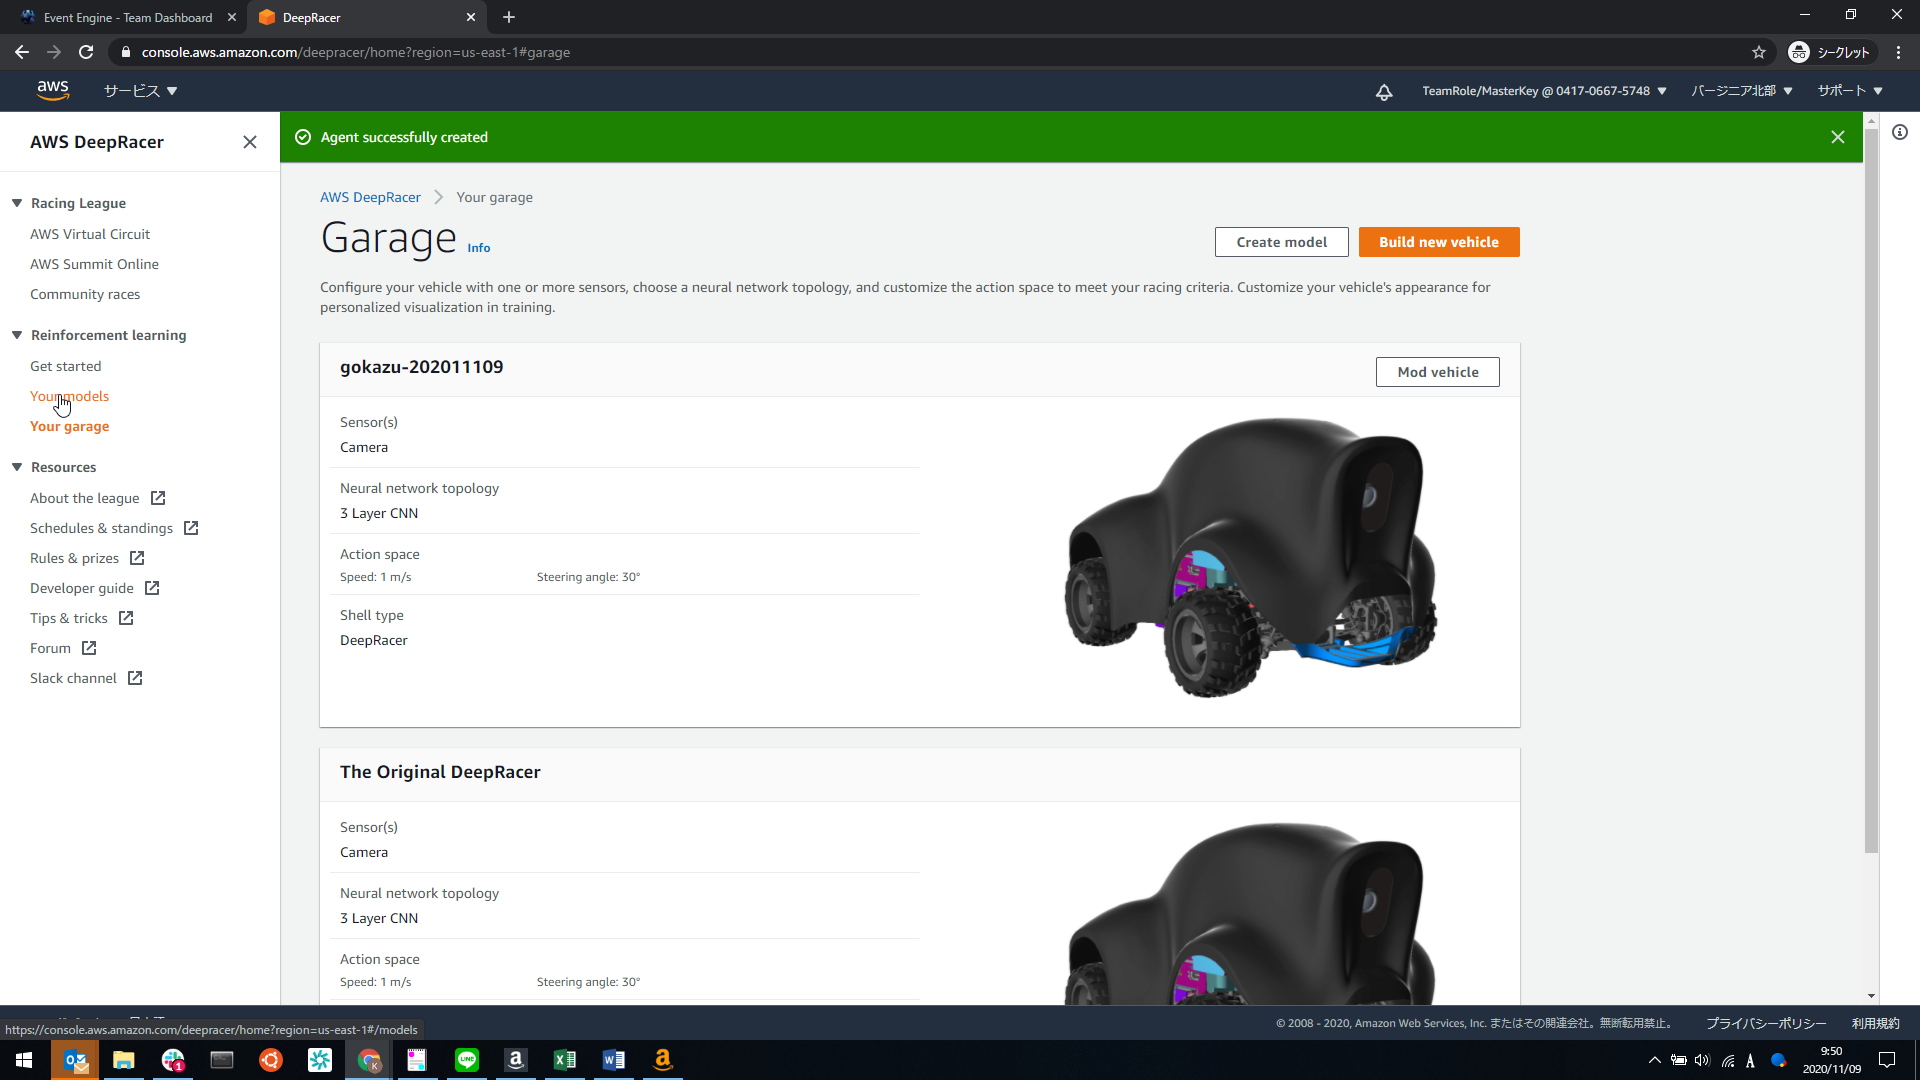 Event Engine - Team Dashboard
DeepRacer
console.aws.amazon.com/deepracer/home?region=us-east-1#garage
シークレット
aws
サービス
TeamRole/MasterKey @ 0417-0667-5748
バージニア北部
サポート
AWS DeepRacer
Agent successfully created
Racing League
AWS Virtual Circuit
AWS Summit Online
Community races
Reinforcement learning
Get started
Your models
Your garage
Resources
About the league
Schedules & standings
Rules & prizes
Developer guide
Tips & tricks
Forum
Slack channel
AWS DeepRacer
Your garage
Garage
Info
Create model
Build new vehicle
Configure your vehicle with one or more sensors, choose a neural network topology, and customize the action space to meet your racing criteria. Customize your vehicle's appearance for
personalized visualization in training.
gokazu-202011109
Mod vehicle
Sensor(s)
Camera
Neural network topology
3 Layer CNN
Action space
Speed: 1 m/s
Steering angle: 30°
Shell type
DeepRacer
The Original DeepRacer
Sensor(s)
Camera
Neural network topology
3 Layer CNN
Action space
Speed: 1 m/s
Steering angle: 30°
https://console.aws.amazon.com/deepracer/home?region=us-east-1#/models
© 2008 - 2020, Amazon Web Services, Inc. またはその関連会社。無断転用禁止。
プライバシーポリシー
利用規約
A
9:50
2020/11/09